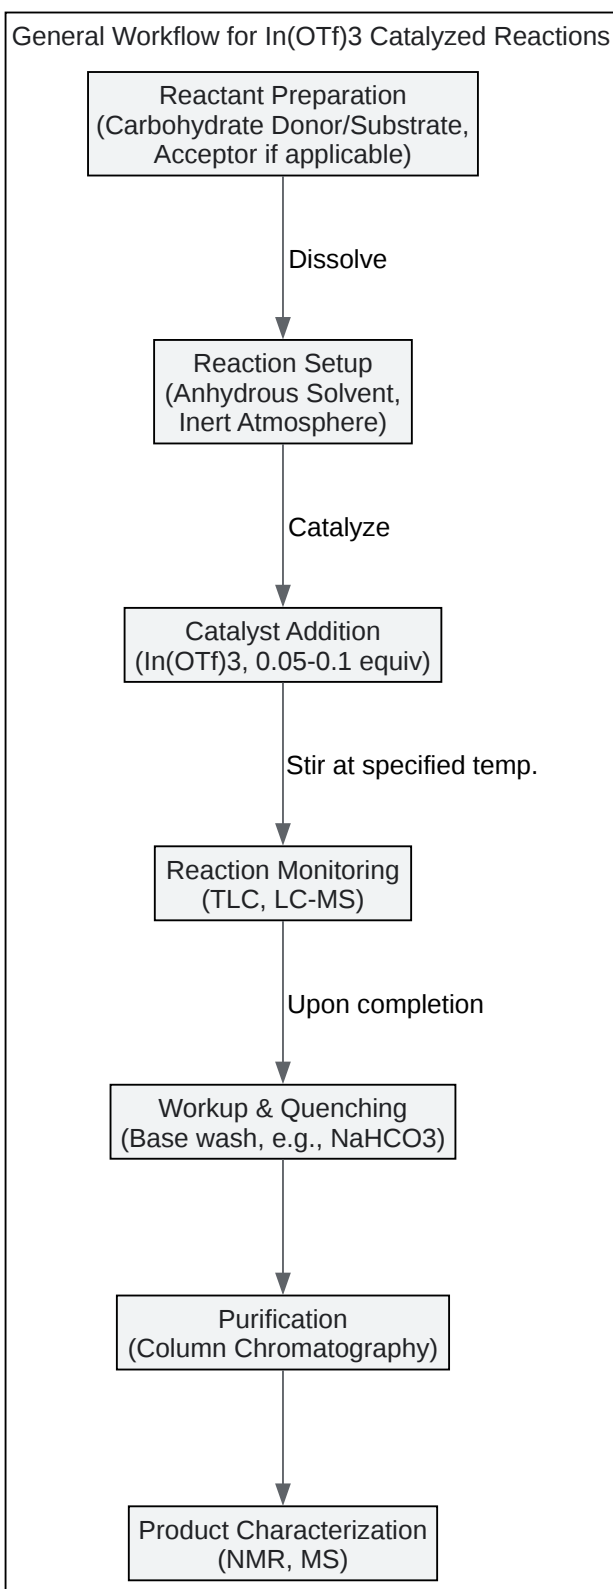 General Workflow for In(OTf)3 Catalyzed Reactions
Reactant Preparation
(Carbohydrate Donor/Substrate,
Acceptor if applicable)
Dissolve
Reaction Setup
(Anhydrous Solvent,
Inert Atmosphere)
Catalyze
Catalyst Addition
(In(OTf)3, 0.05-0.1 equiv)
Stir at specified temp.
Reaction Monitoring
(TLC, LC-MS)
Upon completion
Workup & Quenching
(Base wash, e.g., NaHCO3)
Purification
(Column Chromatography)
Product Characterization
(NMR, MS)